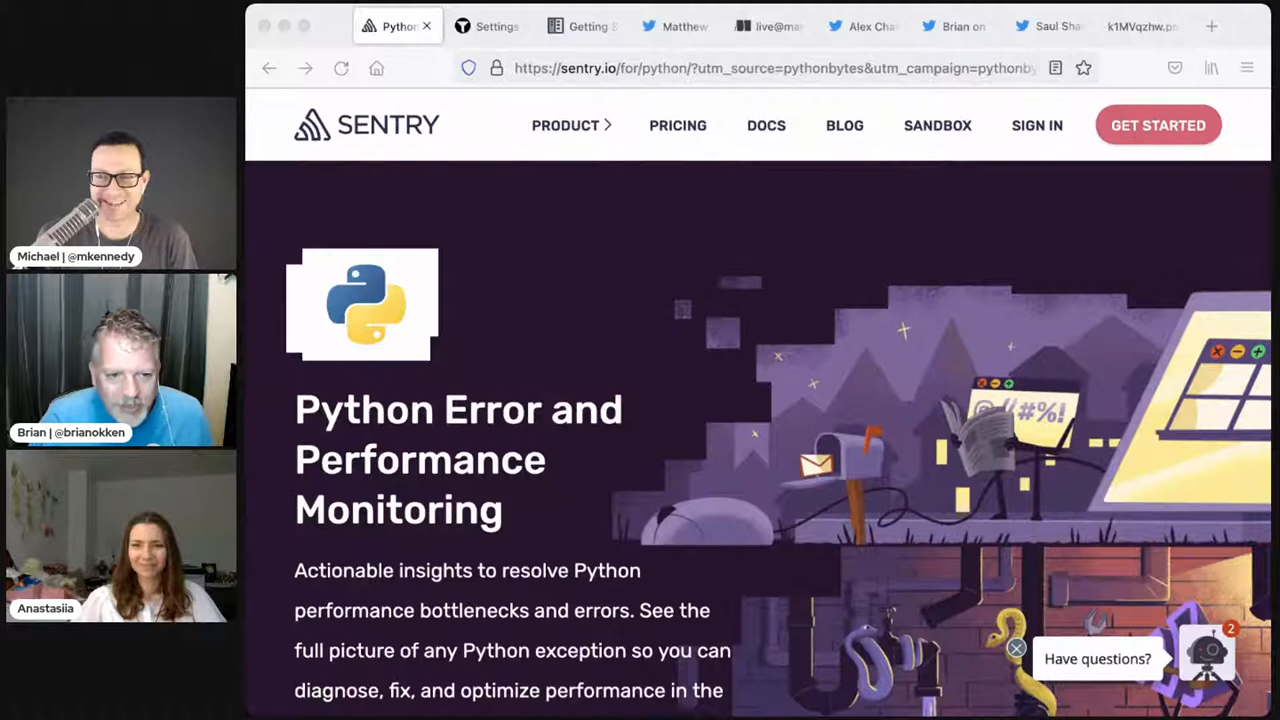 Python
Settings
Getting S
Matthew
live@ma
Alex Cha
Brian on
Saul Sha
k1MVqzhw.pn
https://sentry.io/for/python/?utm_source=pythonbytes&utm_campaign=pythonby
SENTRY
PRODUCT
PRICING
DOCS
BLOG
SANDBOX
SIGN IN
GET STARTED
Michael | @mkennedy
Brian | @brianokken
Anastasiia
@#%!
Python Error and
Performance
Monitoring
Actionable insights to resolve Python
performance bottlenecks and errors. See the
full picture of any Python exception so you can
diagnose, fix, and optimize performance in the
Have questions?
2